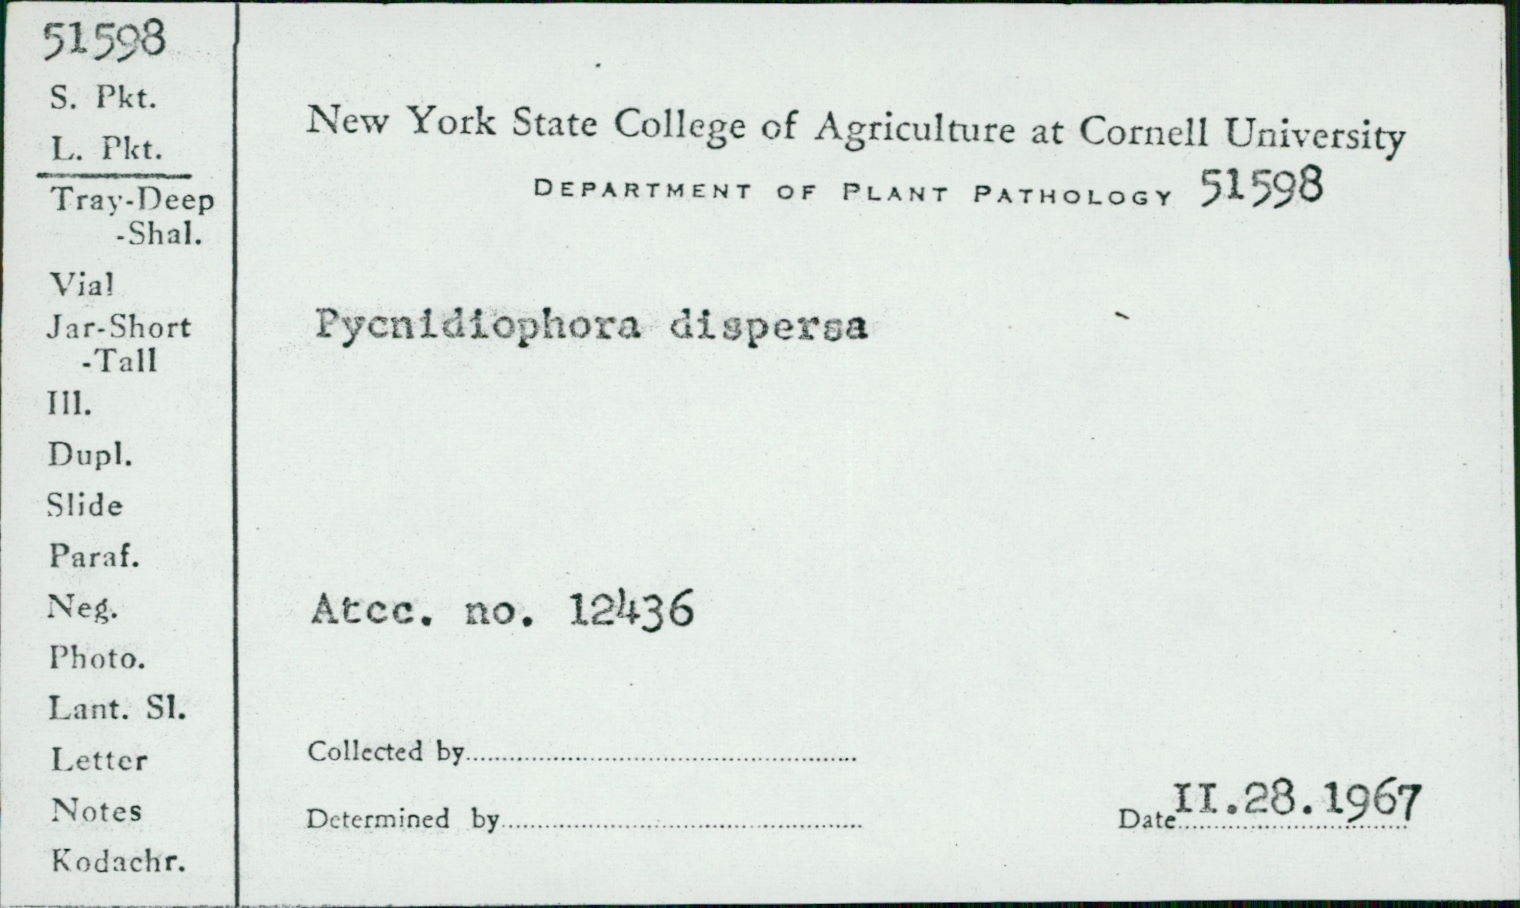 51598
S. Pkt.
L. Pkt.
Tray-Deep
-Shal.
Vial
Jar-Short
-Tall
Ill.
Dupl.
Slide
Paraf.
Neg.
Photo.
Lant. Sl.
Letter
Notes
Kodachr.
New York State College of Agriculture at Cornell University
DEPARTMENT OF PLANT PATHOLOGY 51598
Pycnidiophora dispersa
Atcc. no. 12436
Collected by
Determined by
Date II.28.1967